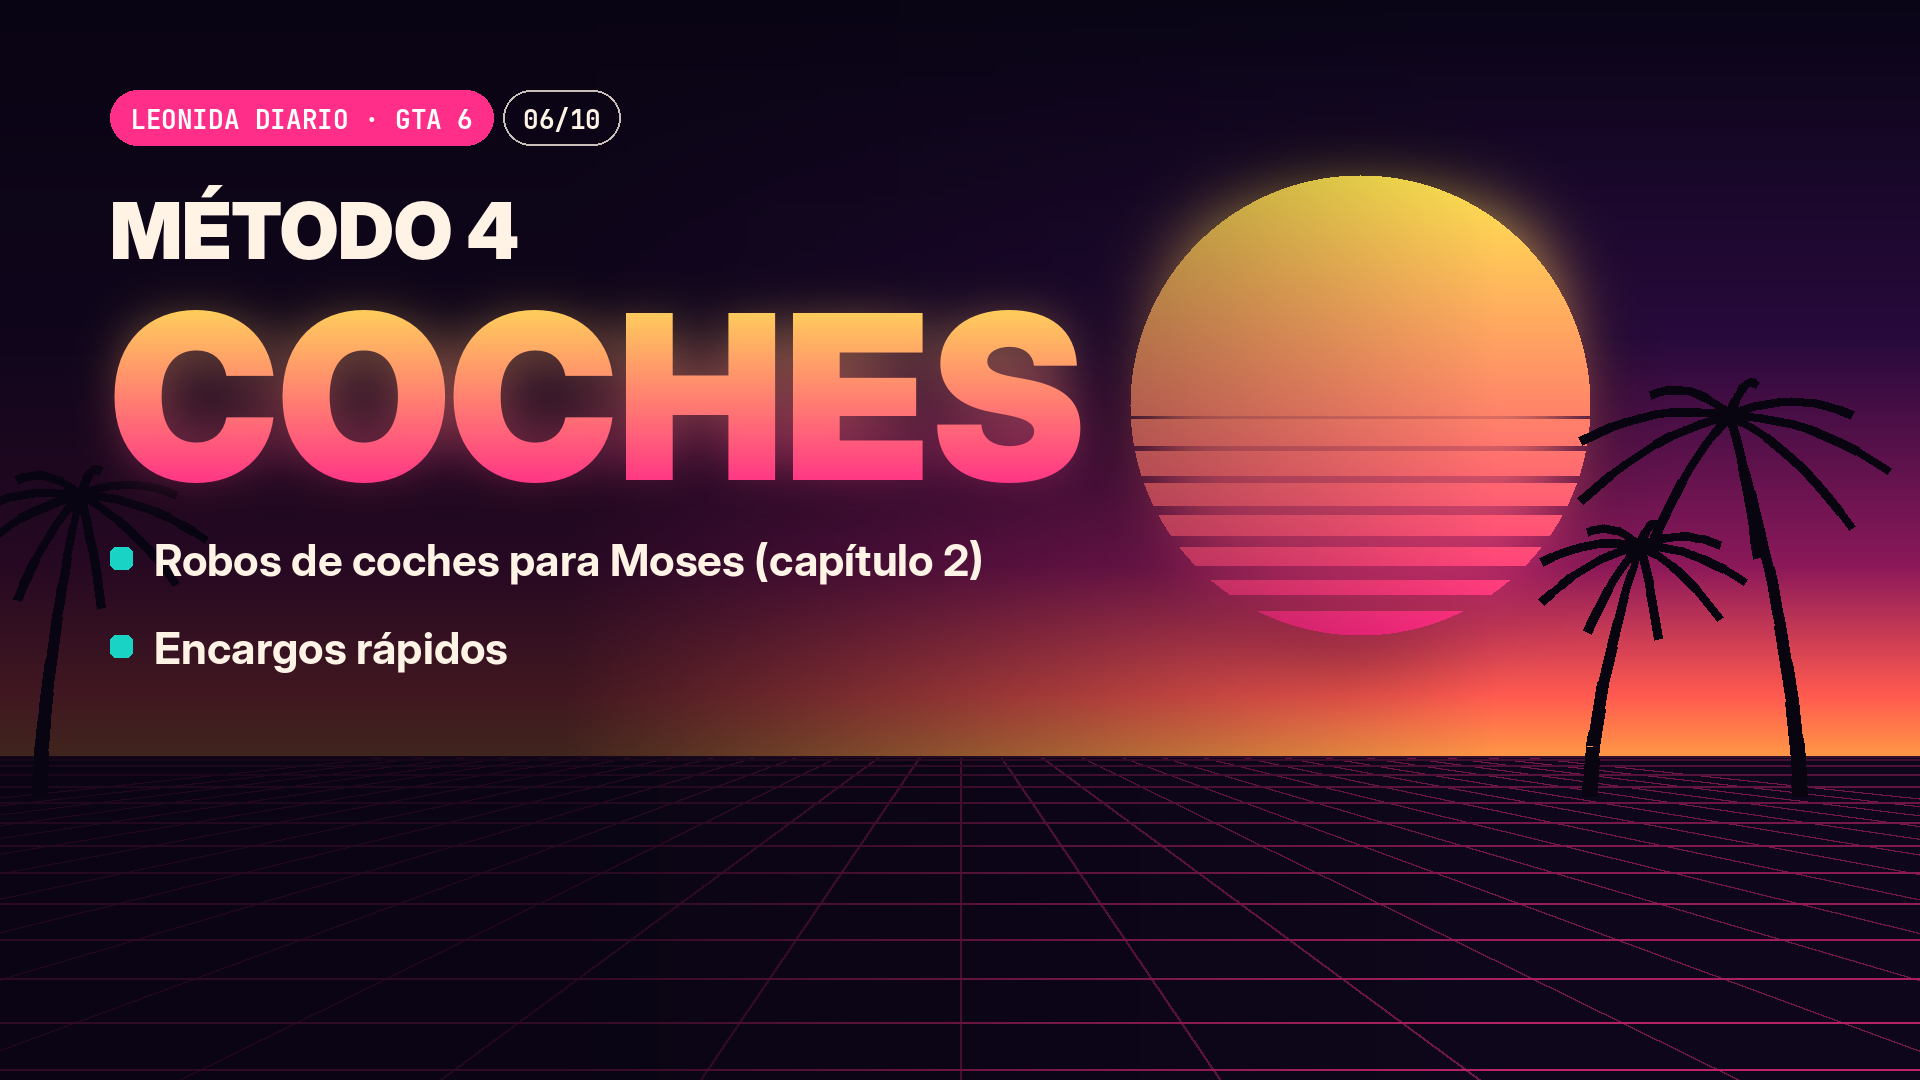 LEONIDA DIARIO · GTA 6
06/10
MÉTODO 4
COCHES
Robos de coches para Moses (capítulo 2)
Encargos rápidos